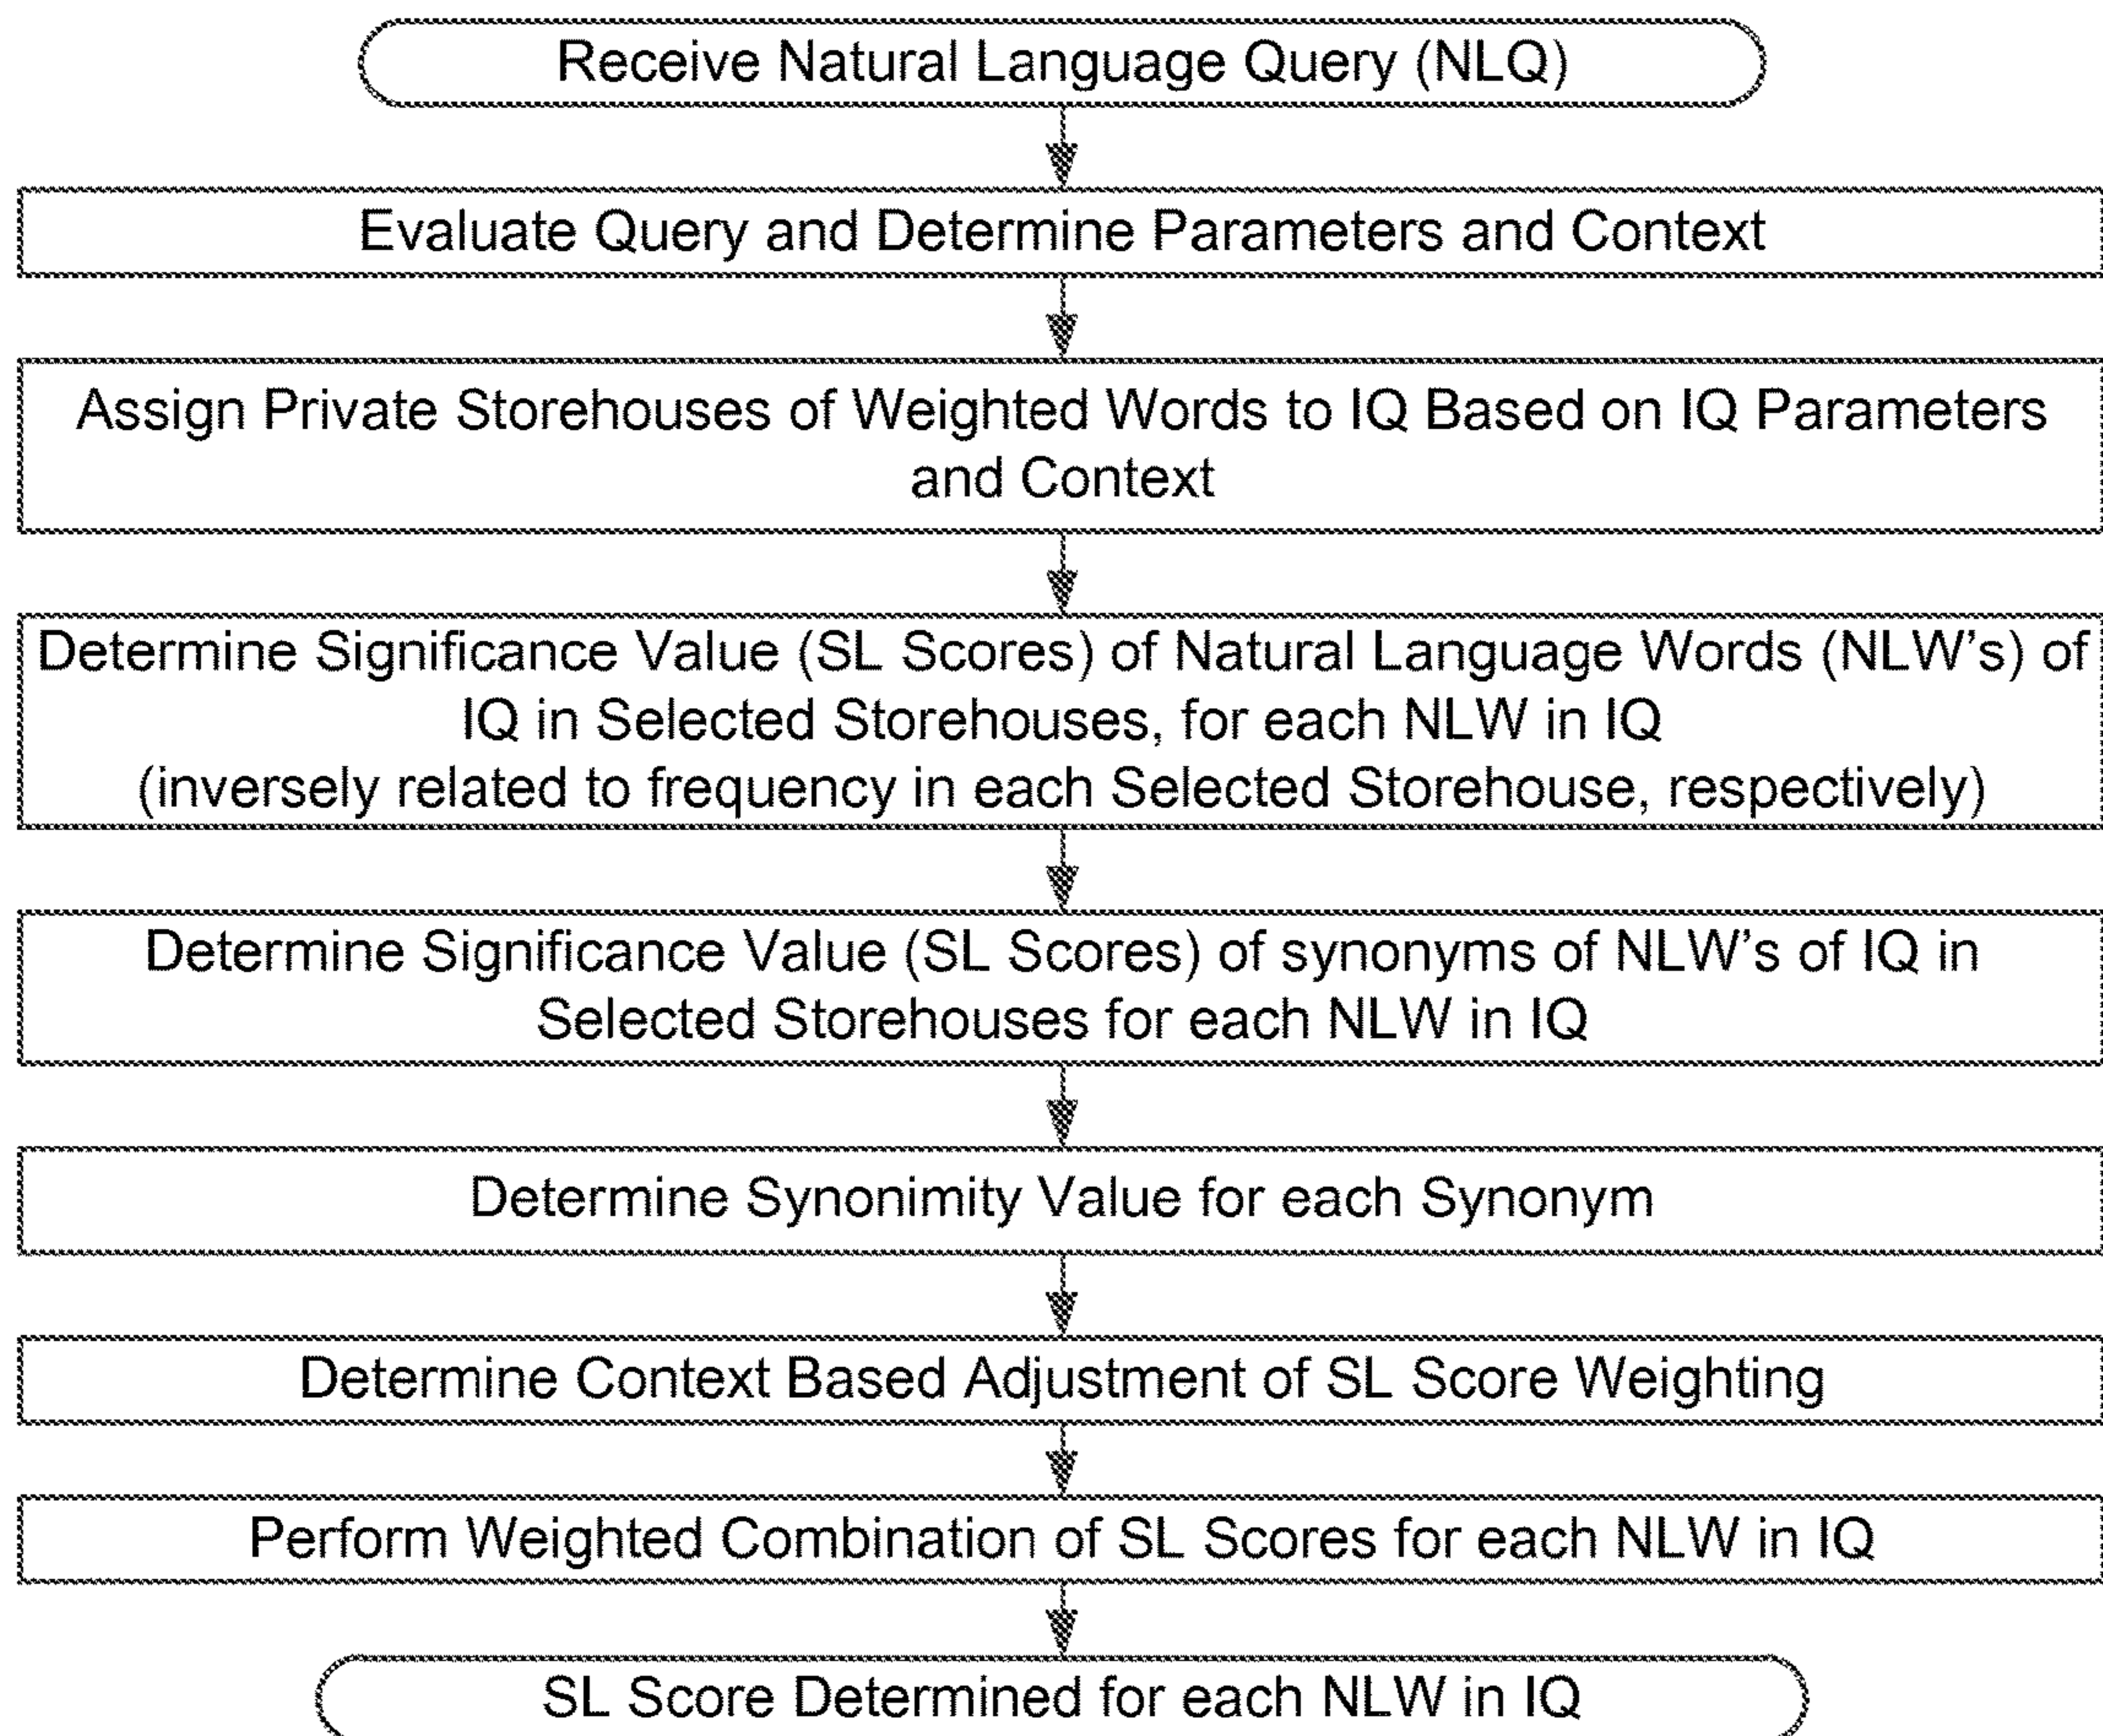 Receive Natural Language Query (NLQ)
Evaluate Query and Determine Parameters and Context
Assign Private Storehouses of Weighted Words to IQ Based on IQ Parameters
and Context
Determine Significance Value (SL Scores) of Natural Language Words (NLW's) of
IQ in Selected Storehouses, for each NLW in IQ
(inversely related to frequency in each Selected Storehouse, respectively)
Determine Significance Value (SL Scores) of synonyms of NLW's of IQ in
Selected Storehouses for each NLW in IQ
Determine Synonimity Value for each Synonym
Determine Context Based Adjustment of SL Score Weighting
Perform Weighted Combination of SL Scores for each NLW in IQ
SL Score Determined for each NLW in IQ